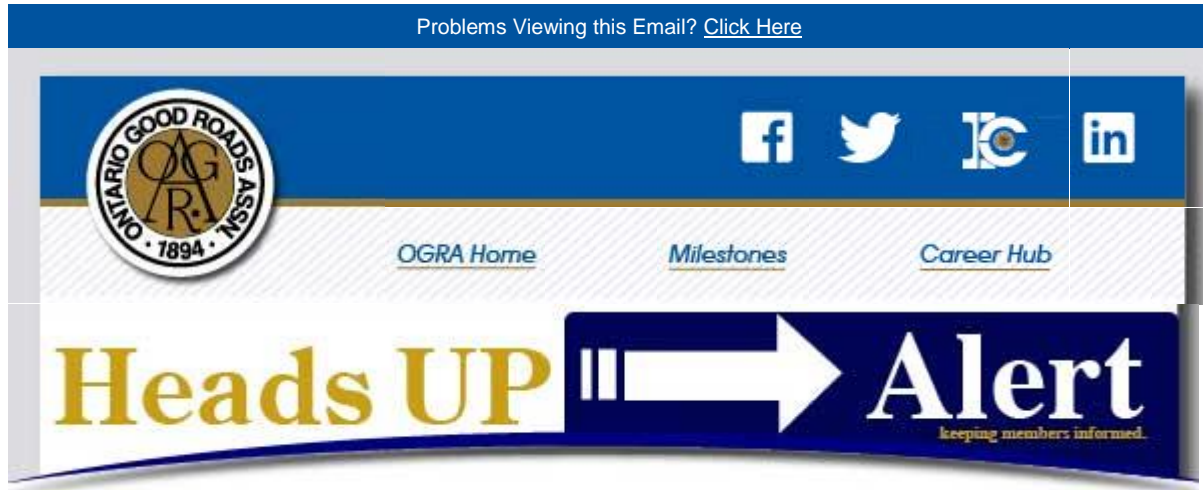 Problems Viewing this Email? Click Here
ONTARIO GOOD ROADS ASSN.
OGRA
· 1894 ·
OGRA Home Milestones Career Hub
Heads UP Alert
keeping members informed.